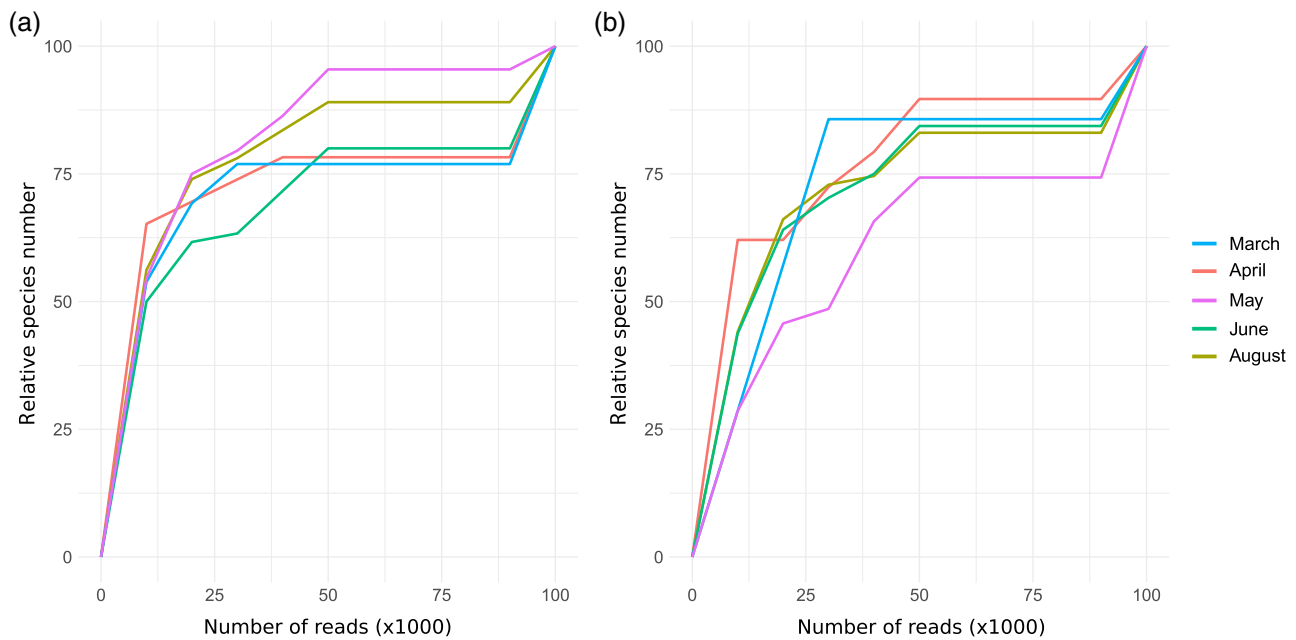 (a)
Relative species number
100
75
50
25
0
0 25 50 75 100
Number of reads (x1000)
(b)
Relative species number
100
75
50
25
0
0 25 50 75 100
Number of reads (x1000)
March
April
May
June
August